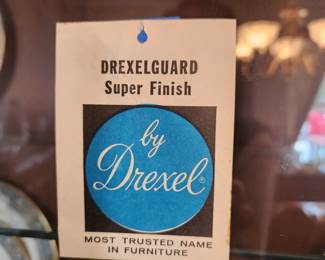 DREXELGUARD
Super Finish
by
Drexel®
MOST TRUSTED NAME
IN FURNITURE